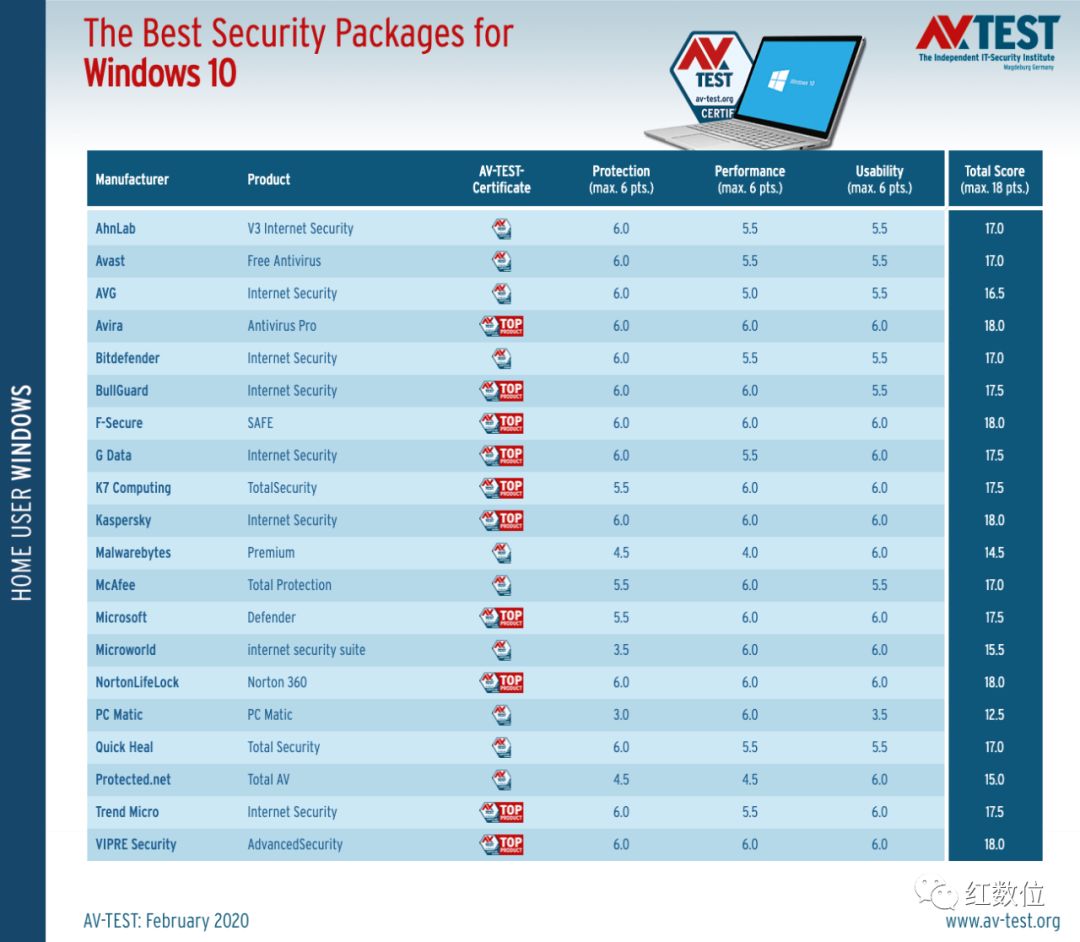 The Best Security Packages for
Windows 10
AV TEST
av-test.org
CERTIF
Windows 10
AV TEST
The Independent IT-Security Institute
Magdeburg Germany
HOME USER WINDOWS
Manufacturer Product AV-TEST-Certificate Protection (max. 6 pts.) Performance (max. 6 pts.) Usability (max. 6 pts.) Total Score (max. 18 pts.)
AhnLab V3 Internet Security 6.0 5.5 5.5 17.0
Avast Free Antivirus 6.0 5.5 5.5 17.0
AVG Internet Security 6.0 5.0 5.5 16.5
Avira Antivirus Pro TOP PRODUCT 6.0 6.0 6.0 18.0
Bitdefender Internet Security 6.0 5.5 5.5 17.0
BullGuard Internet Security TOP PRODUCT 6.0 6.0 5.5 17.5
F-Secure SAFE TOP PRODUCT 6.0 6.0 6.0 18.0
G Data Internet Security TOP PRODUCT 6.0 5.5 6.0 17.5
K7 Computing TotalSecurity TOP PRODUCT 5.5 6.0 6.0 17.5
Kaspersky Internet Security TOP PRODUCT 6.0 6.0 6.0 18.0
Malwarebytes Premium 4.5 4.0 6.0 14.5
McAfee Total Protection 5.5 6.0 5.5 17.0
Microsoft Defender TOP PRODUCT 5.5 6.0 6.0 17.5
Microworld internet security suite 3.5 6.0 6.0 15.5
NortonLifeLock Norton 360 TOP PRODUCT 6.0 6.0 6.0 18.0
PC Matic PC Matic 3.0 6.0 3.5 12.5
Quick Heal Total Security 6.0 5.5 5.5 17.0
Protected.net Total AV 4.5 4.5 6.0 15.0
Trend Micro Internet Security TOP PRODUCT 6.0 5.5 6.0 17.5
VIPRE Security AdvancedSecurity TOP PRODUCT 6.0 6.0 6.0 18.0
红数位
AV-TEST: February 2020
www.av-test.org